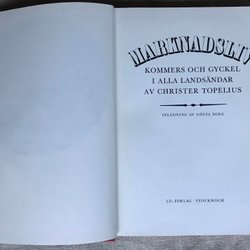 MARKNADSLIV
KOMMERS OCH GYCKEL
I ALLA LANDSÄNDAR
AV CHRISTER TOPELIUS
INLEDNING AV GÖSTA BERG
LTs FÖRLAG STOCKHOLM